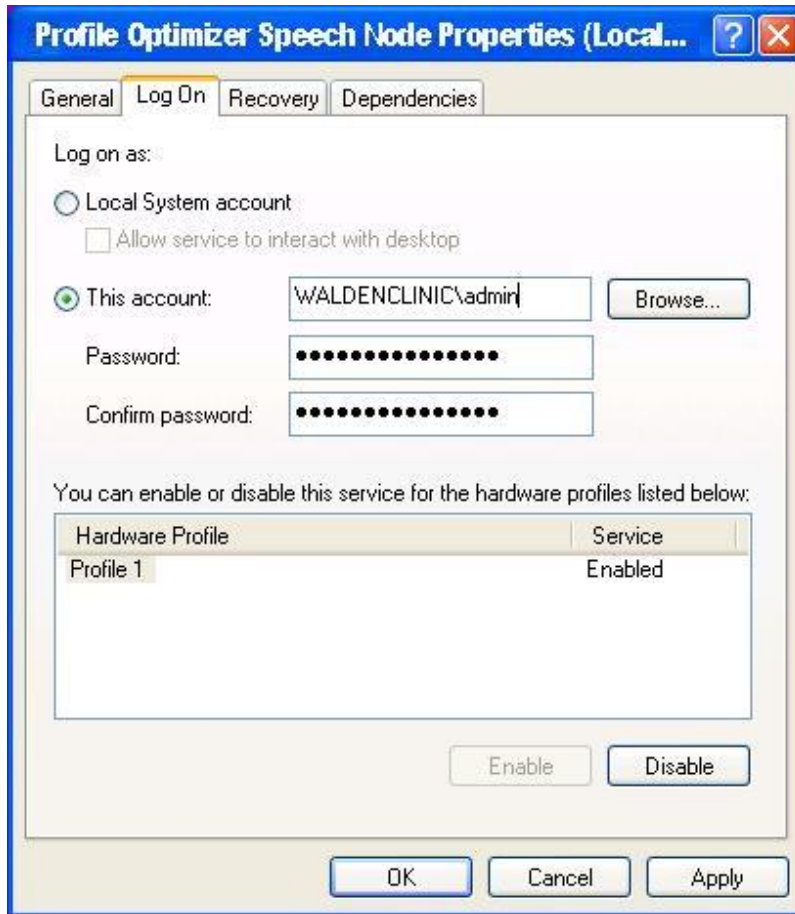 Profile Optimizer Speech Node Properties (Local...
General Log On Recovery Dependencies
Log on as:
Local System account
Allow service to interact with desktop
This account: WALDENCLINIC\admin Browse...
Password: •••••••••••••••
Confirm password: •••••••••••••••
You can enable or disable this service for the hardware profiles listed below:
Hardware Profile Service
Profile 1 Enabled
Enable Disable
OK Cancel Apply